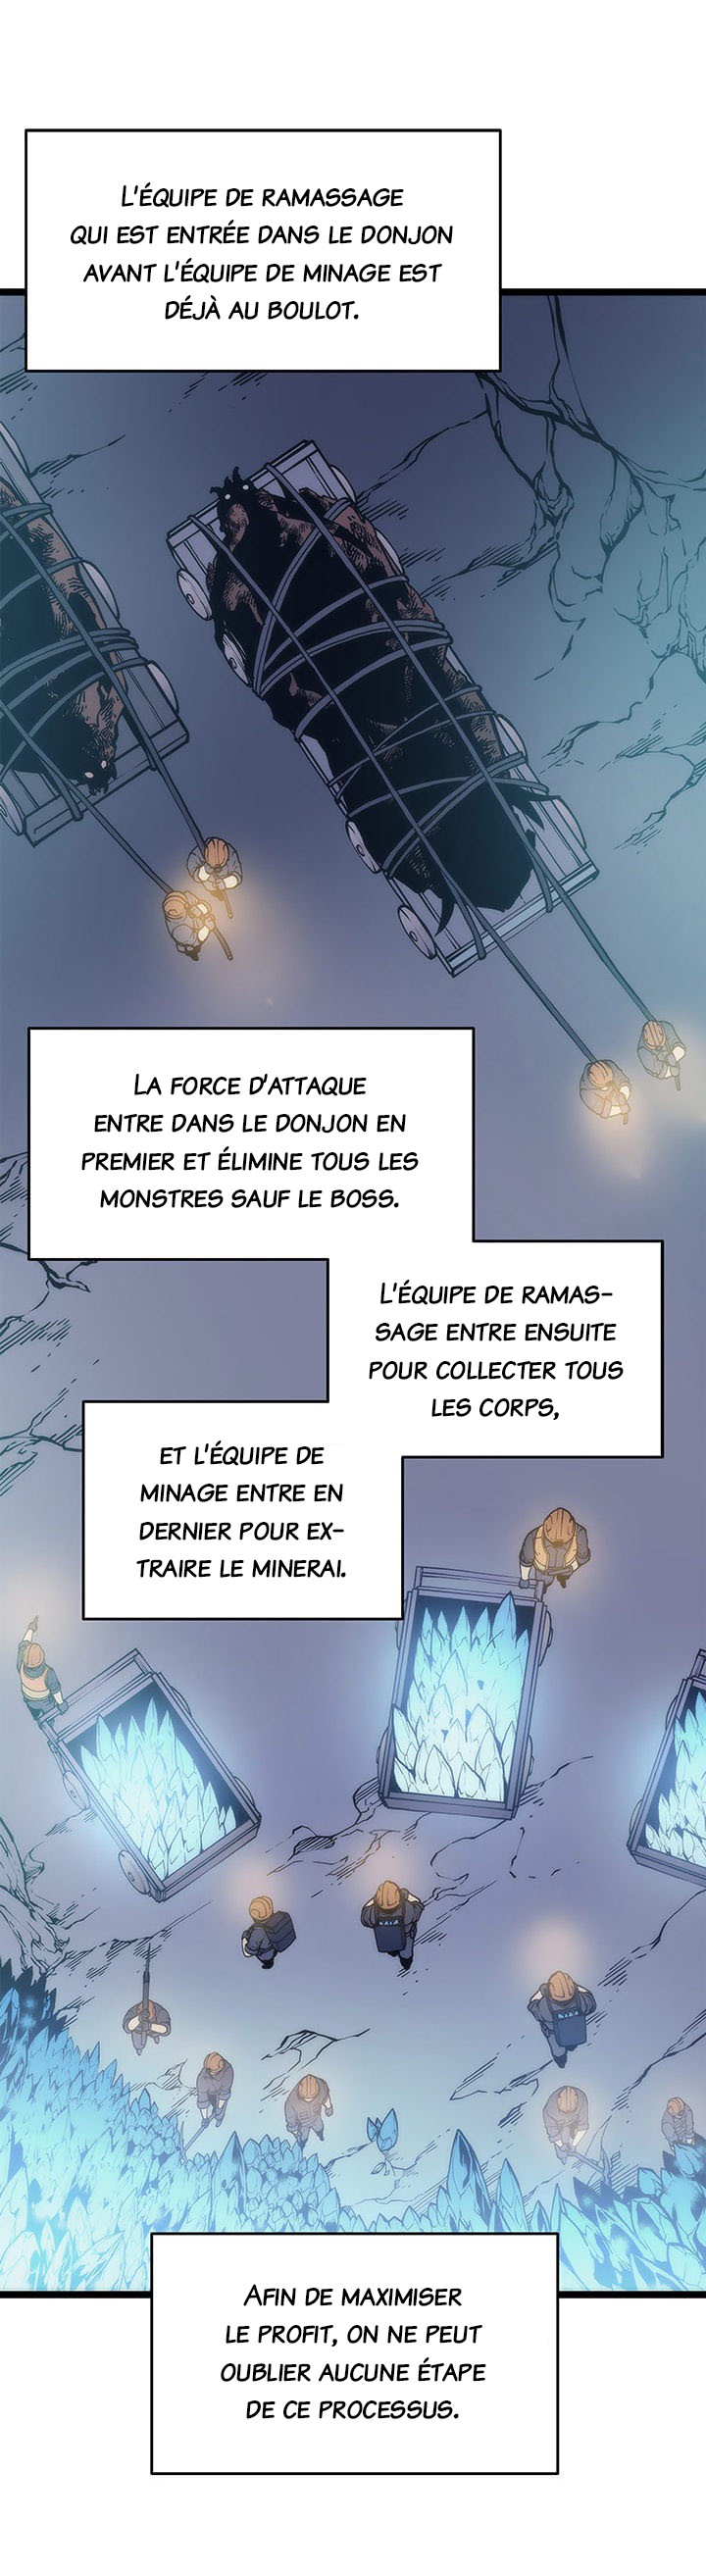 L'ÉQUIPE DE RAMASSAGE
QUI EST ENTRÉE DANS LE DONJON
AVANT L'ÉQUIPE DE MINAGE EST
DÉJÀ AU BOULOT.
LA FORCE D'ATTAQUE
ENTRE DANS LE DONJON EN
PREMIER ET ÉLIMINE TOUS LES
MONSTRES SAUF LE BOSS.
L'ÉQUIPE DE RAMAS-
SAGE ENTRE ENSUITE
POUR COLLECTER TOUS
LES CORPS,
ET L'ÉQUIPE DE
MINAGE ENTRE EN
DERNIER POUR EX-
TRAIRE LE MINERAI.
AFIN DE MAXIMISER
LE PROFIT, ON NE PEUT
OUBLIER AUCUNE ÉTAPE
DE CE PROCESSUS.